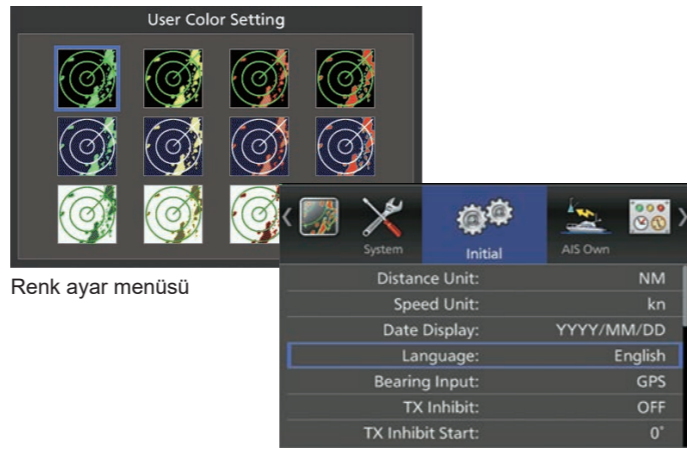 User Color Setting
Renk ayar menüsü
System
Initial
AIS Own
Distance Unit: NM
Speed Unit: kn
Date Display: YYYY/MM/DD
Language: English
Bearing Input: GPS
TX Inhibit: OFF
TX Inhibit Start: 0°